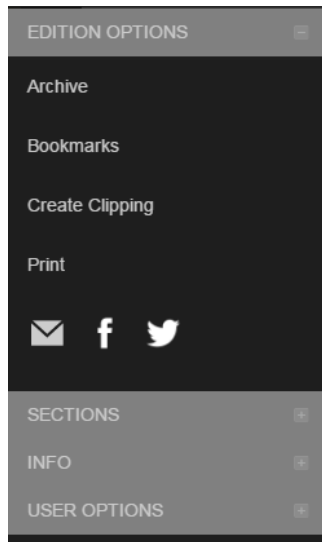 EDITION OPTIONS
Archive
Bookmarks
Create Clipping
Print
SECTIONS
INFO
USER OPTIONS